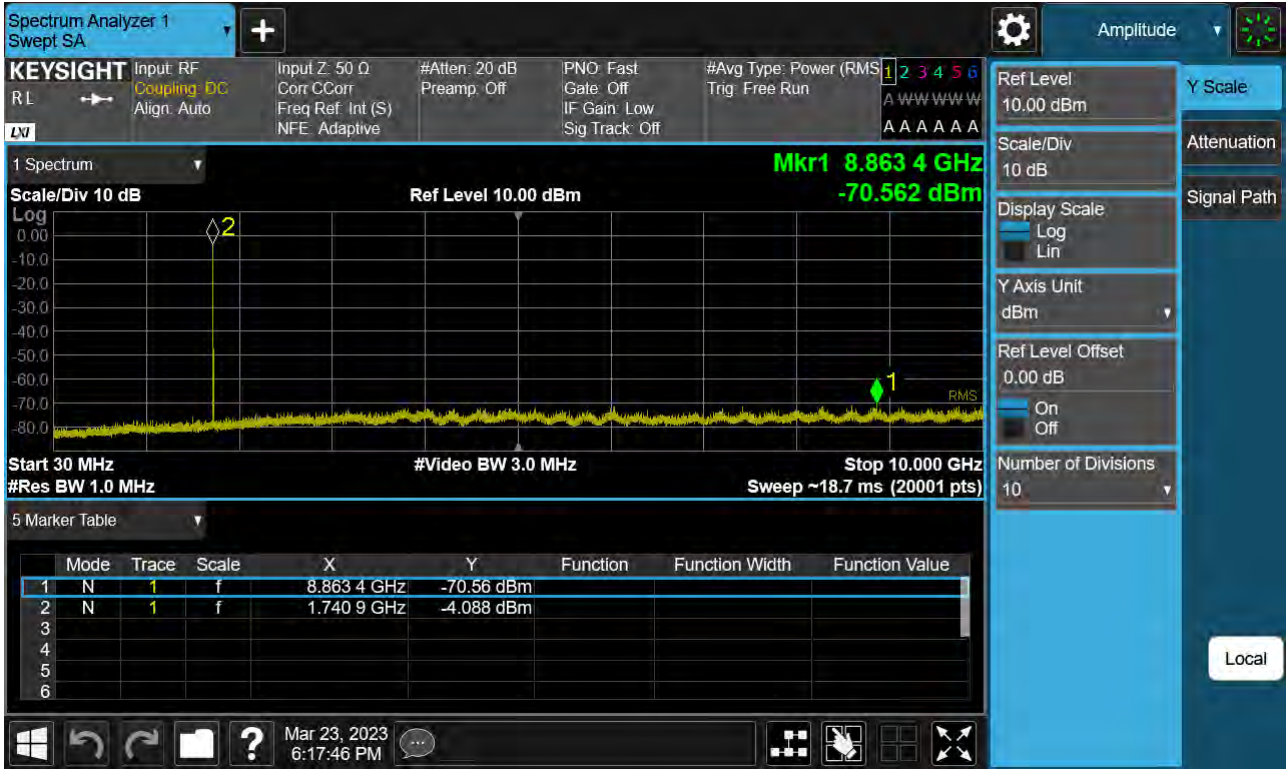 Spectrum Analyzer 1
Swept SA
+
Amplitude
KEYSIGHT
RL
LXI
Input: RF
Coupling: DC
Align: Auto
Input Z: 50 Ω
Corr CCorr
Freq Ref: Int (S)
NFE: Adaptive
#Atten: 20 dB
Preamp: Off
PNO: Fast
Gate: Off
IF Gain: Low
Sig Track: Off
#Avg Type: Power (RMS
Trig: Free Run
1 2 3 4 5 6
A W W W W W
A A A A A A
1 Spectrum
Mkr1 8.863 4 GHz
Scale/Div 10 dB Ref Level 10.00 dBm -70.562 dBm
Log
0.00
-10.0
-20.0
-30.0
-40.0
-50.0
-60.0
-70.0
-80.0
2
1
RMS
Start 30 MHz #Video BW 3.0 MHz Stop 10.000 GHz
#Res BW 1.0 MHz Sweep ~18.7 ms (20001 pts)
5 Marker Table
Mode Trace Scale X Y Function Function Width Function Value
1 N 1 f 8.863 4 GHz -70.56 dBm
2 N 1 f 1.740 9 GHz -4.088 dBm
3
4
5
6
Ref Level
10.00 dBm
Scale/Div
10 dB
Display Scale
Log
Lin
Y Axis Unit
dBm
Ref Level Offset
0.00 dB
On
Off
Number of Divisions
10
Y Scale
Attenuation
Signal Path
Local
?
Mar 23, 2023
6:17:46 PM